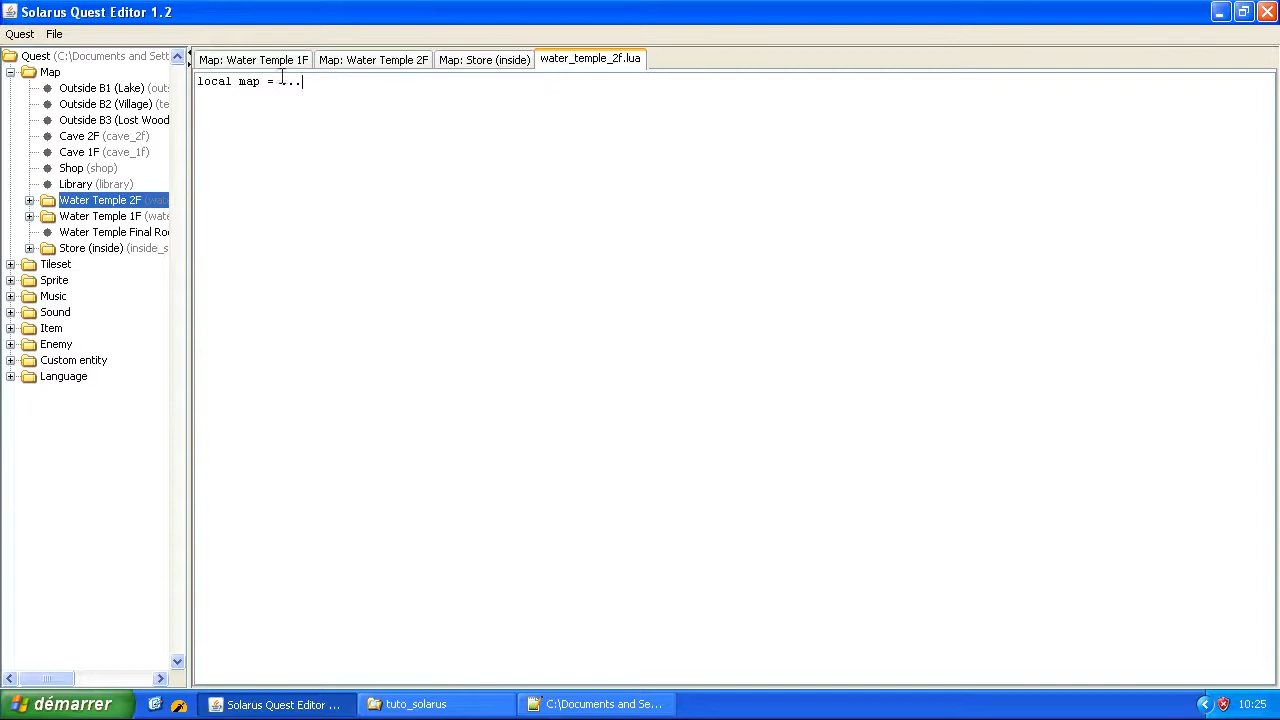 Solarus Quest Editor 1.2
Quest File
Quest (C:\Documents and Sett
Map: Water Temple 1F
Map: Water Temple 2F
Map: Store (inside)
water_temple_2f.lua
Map
local map = ...
Outside B1 (Lake) (outs
Outside B2 (Village) (te
Outside B3 (Lost Wood
Cave 2F (cave_2f)
Cave 1F (cave_1f)
Shop (shop)
Library (library)
Water Temple 2F
Water Temple 1F (wate
Water Temple Final Roo
Store (inside) (inside_s
Tileset
Sprite
Music
Sound
Item
Enemy
Custom entity
Language
démarrer
Solarus Quest Editor ...
tuto_solarus
C:\Documents and Se...
10:25